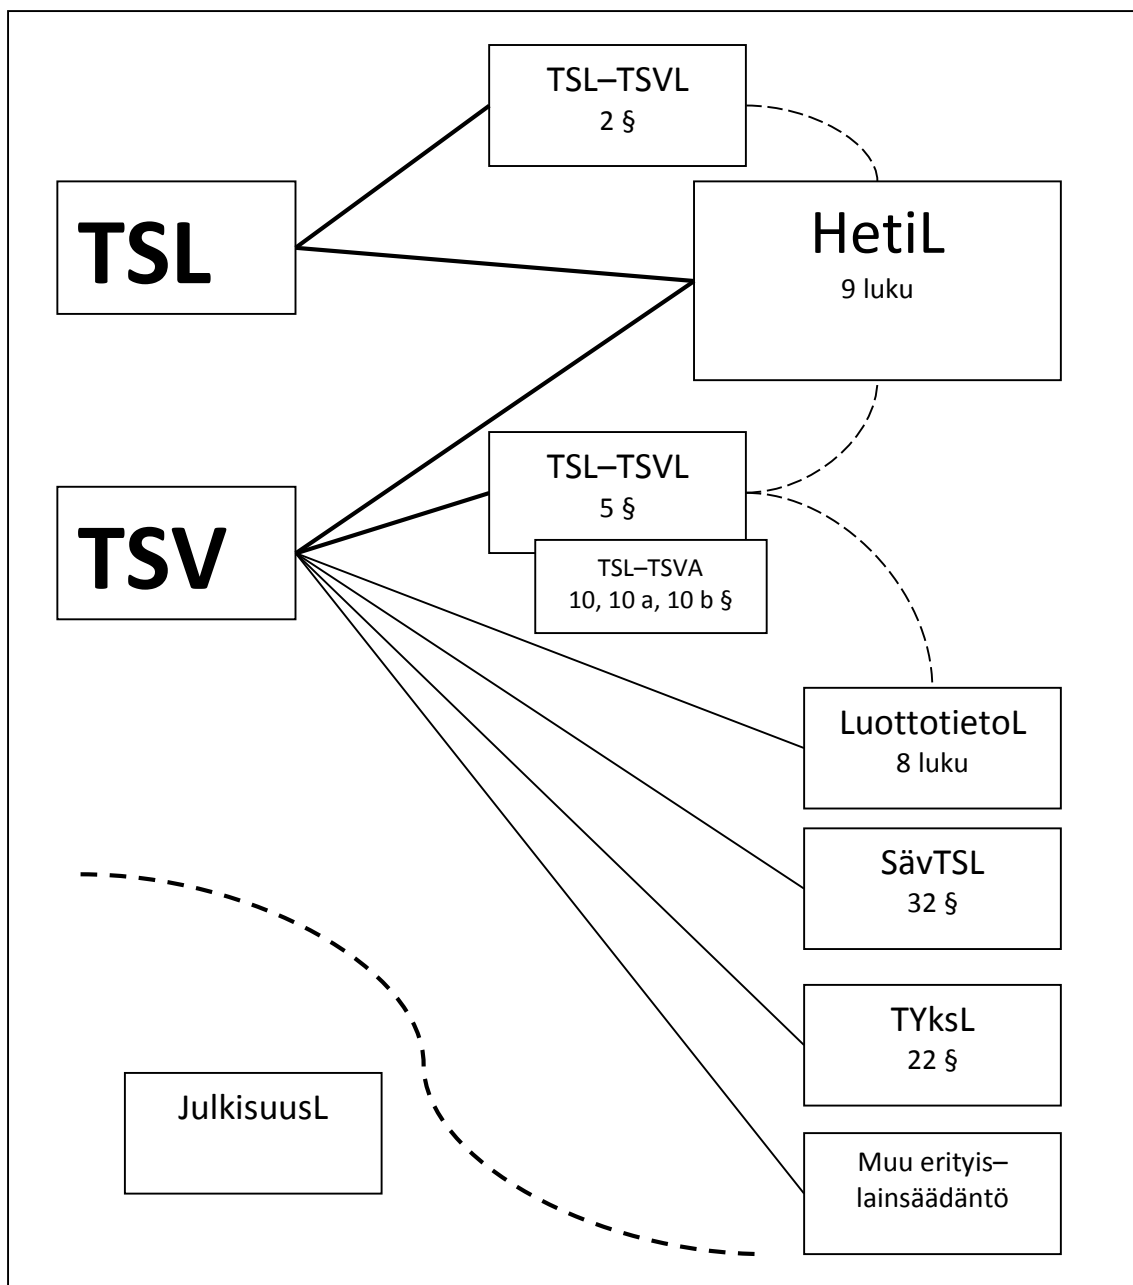 TSL–TSVL
2 §
TSL
HetiL
9 luku
TSL–TSVL
5 §
TSV
TSL–TSVA
10, 10 a, 10 b §
LuottotietoL
8 luku
SävTSL
32 §
TYksL
22 §
JulkisuusL
Muu erityis–
lainsäädäntö